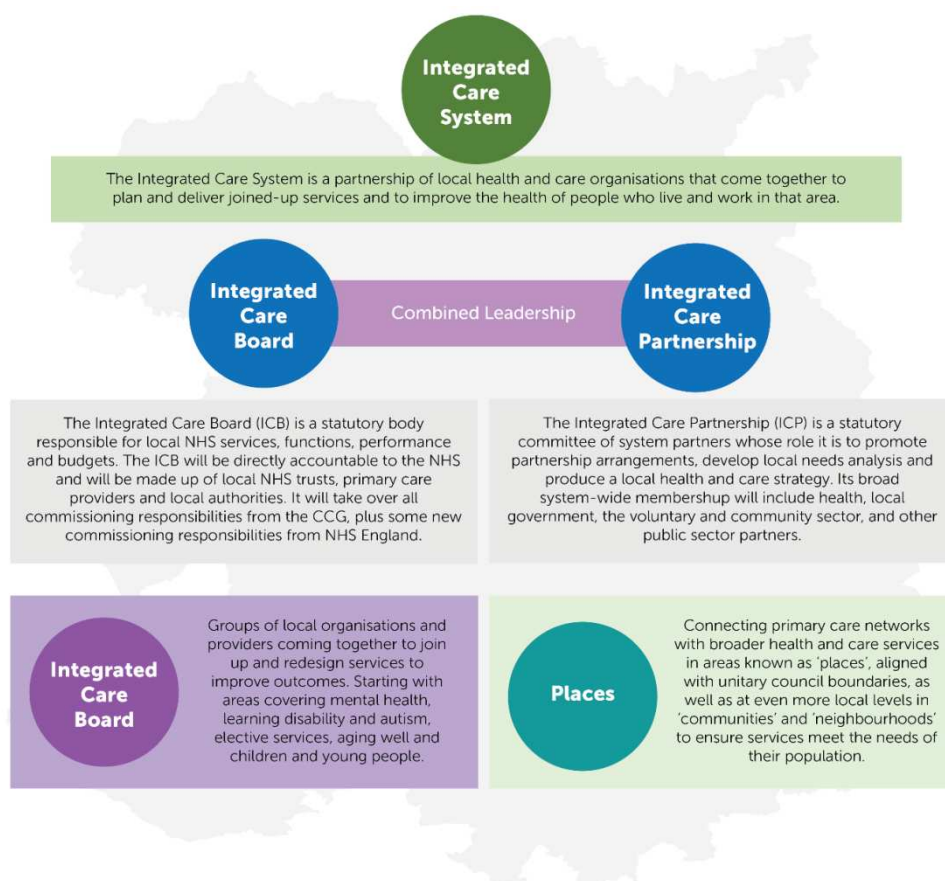 Integrated
Care
System
The Integrated Care System is a partnership of local health and care organisations that come together to
plan and deliver joined-up services and to improve the health of people who live and work in that area.
Integrated
Care
Board
Combined Leadership
Integrated
Care
Partnership
The Integrated Care Board (ICB) is a statutory body
responsible for local NHS services, functions, performance
and budgets. The ICB will be directly accountable to the NHS
and will be made up of local NHS trusts, primary care
providers and local authorities. It will take over all
commissioning responsibilities from the CCG, plus some new
commissioning responsibilities from NHS England.
The Integrated Care Partnership (ICP) is a statutory
committee of system partners whose role it is to promote
partnership arrangements, develop local needs analysis and
produce a local health and care strategy. Its broad
system-wide membership will include health, local
government, the voluntary and community sector, and other
public sector partners.
Integrated
Care
Board
Groups of local organisations and
providers coming together to join
up and redesign services to
improve outcomes. Starting with
areas covering mental health,
learning disability and autism,
elective services, aging well and
children and young people.
Places
Connecting primary care networks
with broader health and care services
in areas known as ‘places’, aligned
with unitary council boundaries, as
well as at even more local levels in
‘communities’ and ‘neighbourhoods’
to ensure services meet the needs of
their population.